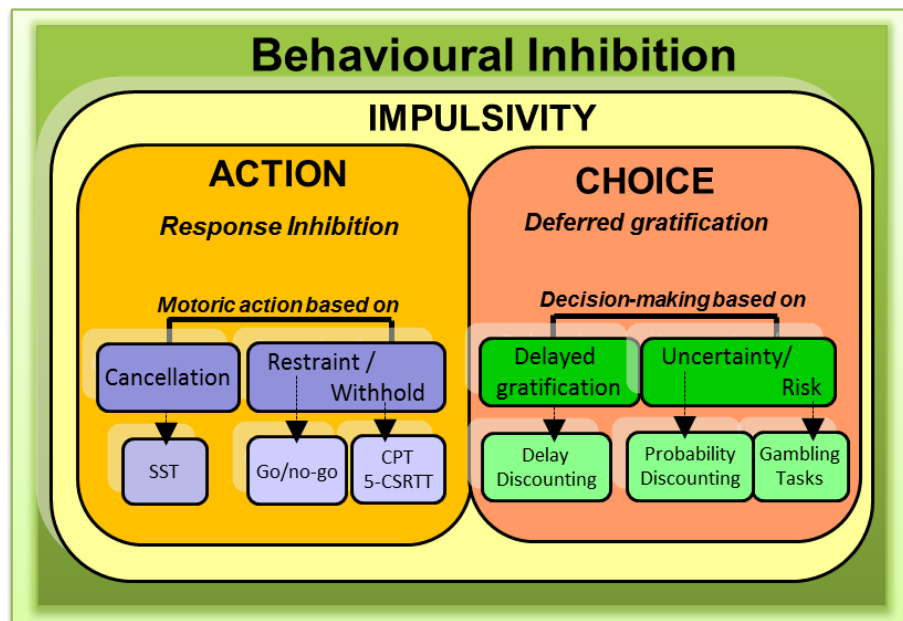 Behavioural Inhibition
IMPULSIVITY
ACTION
Response Inhibition
Motoric action based on
Cancellation
Restraint /
Withhold
SST
Go/no-go
CPT
5-CSRTT
CHOICE
Deferred gratification
Decision-making based on
Delayed
gratification
Uncertainty/
Risk
Delay
Discounting
Probability
Discounting
Gambling
Tasks